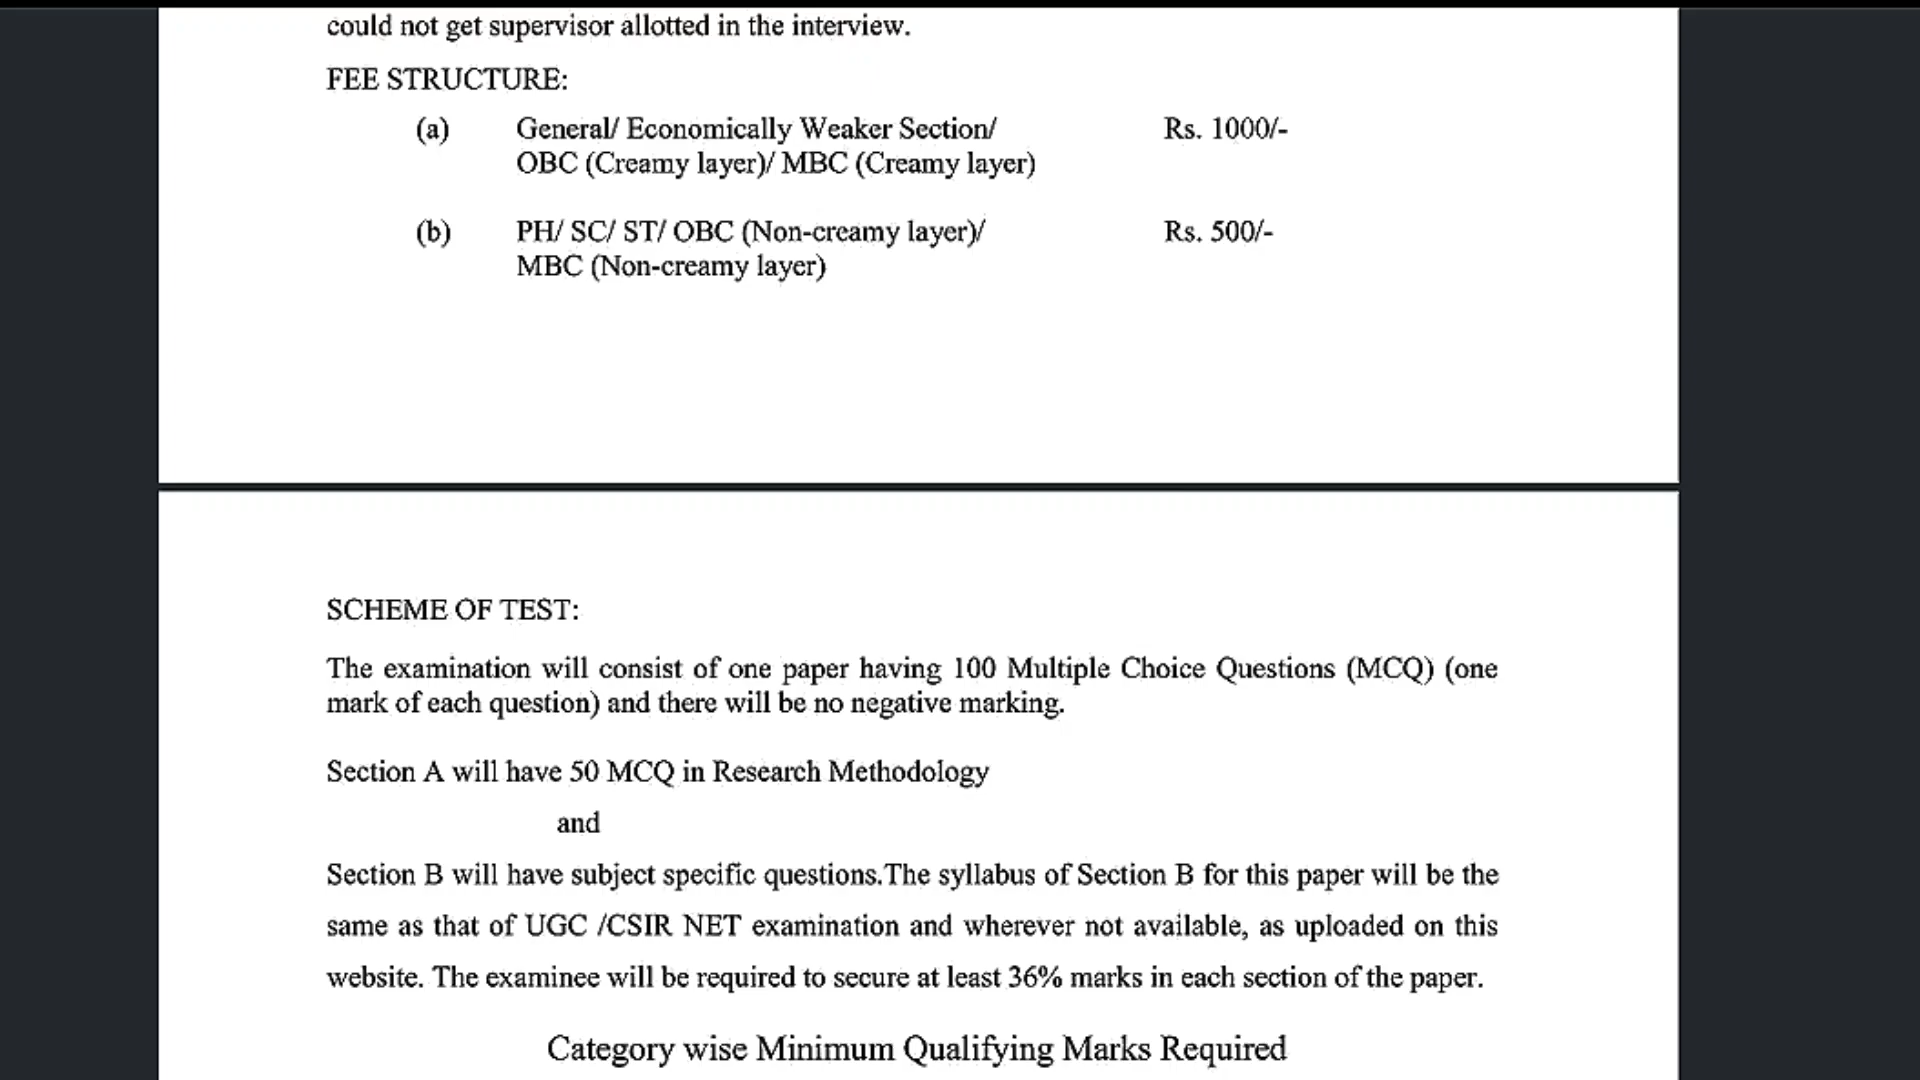 could not get supervisor allotted in the interview.
FEE STRUCTURE:
(a) General/ Economically Weaker Section/ Rs. 1000/-
OBC (Creamy layer)/ MBC (Creamy layer)
(b) PH/ SC/ ST/ OBC (Non-creamy layer)/ Rs. 500/-
MBC (Non-creamy layer)
SCHEME OF TEST:
The examination will consist of one paper having 100 Multiple Choice Questions (MCQ) (one
mark of each question) and there will be no negative marking.
Section A will have 50 MCQ in Research Methodology
and
Section B will have subject specific questions.The syllabus of Section B for this paper will be the
same as that of UGC /CSIR NET examination and wherever not available, as uploaded on this
website. The examinee will be required to secure at least 36% marks in each section of the paper.
Category wise Minimum Qualifying Marks Required